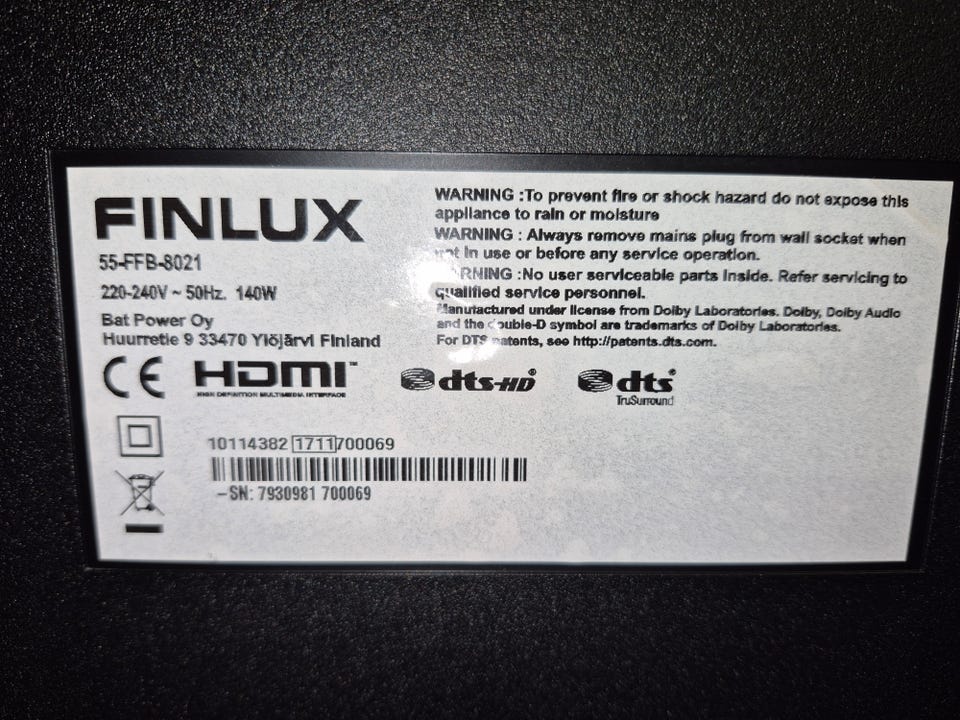 FINLUX
55-FFB-8021
220-240V ~ 50Hz. 140W
Bat Power Oy
Huurretie 9 33470 Ylöjärvi Finland
WARNING :To prevent fire or shock hazard do not expose this
appliance to rain or moisture
WARNING : Always remove mains plug from wall socket when
not in use or before any service operation.
WARNING :No user serviceable parts inside. Refer servicing to
qualified service personnel.
Manufactured under license from Dolby Laboratories. Dolby, Dolby Audio
and the double-D symbol are trademarks of Dolby Laboratories.
For DTS patents, see http://patents.dts.com.
CE HDMI™ dts-HD® dts®
HIGH DEFINITION MULTIMEDIA INTERFACE
TruSurround
10114382 1711700069
-SN: 7930981 700069